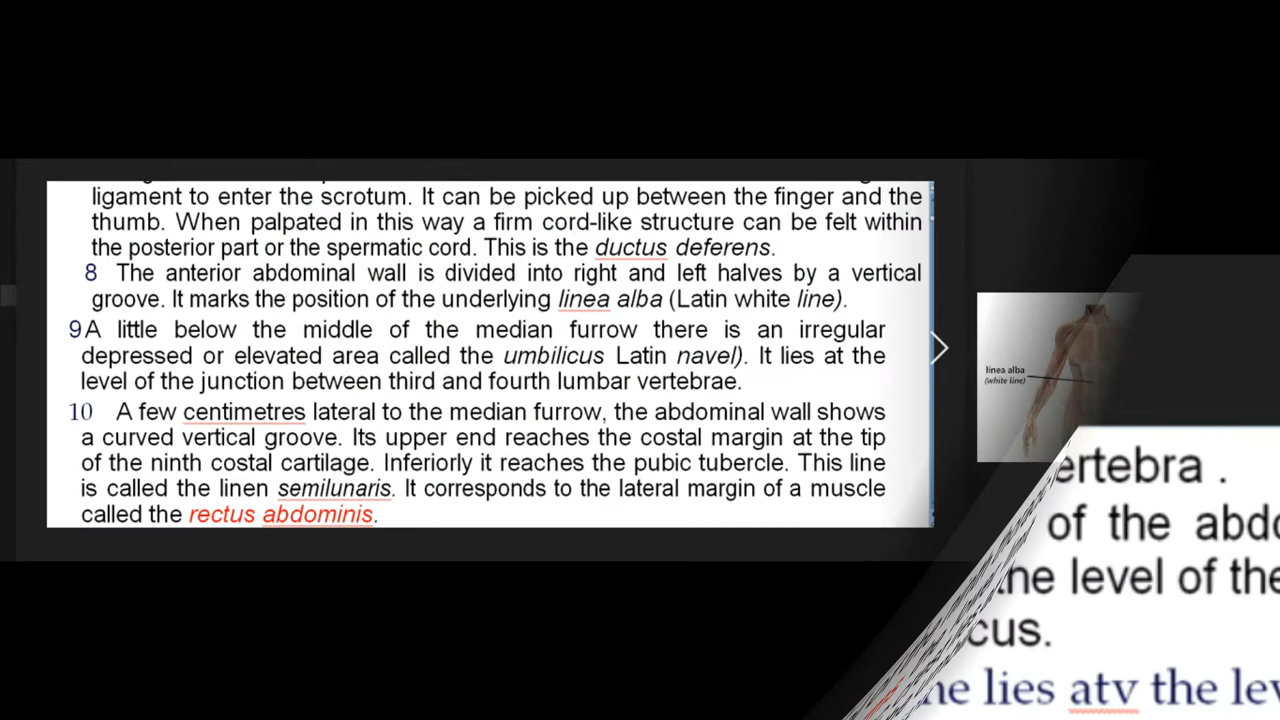 ligament to enter the scrotum. It can be picked up between the finger and the
thumb. When palpated in this way a firm cord-like structure can be felt within
the posterior part or the spermatic cord. This is the ductus deferens.
8 The anterior abdominal wall is divided into right and left halves by a vertical
groove. It marks the position of the underlying linea alba (Latin white line).
9 A little below the middle of the median furrow there is an irregular
depressed or elevated area called the umbilicus Latin navel). It lies at the
level of the junction between third and fourth lumbar vertebrae.
10 A few centimetres lateral to the median furrow, the abdominal wall shows
a curved vertical groove. Its upper end reaches the costal margin at the tip
of the ninth costal cartilage. Inferiorly it reaches the pubic tubercle. This line
is called the linen semilunaris. It corresponds to the lateral margin of a muscle
called the rectus abdominis.
linea alba
(white line)
ertebra .
of the abdo
ne level of the
cus.
ne lies atv the lev